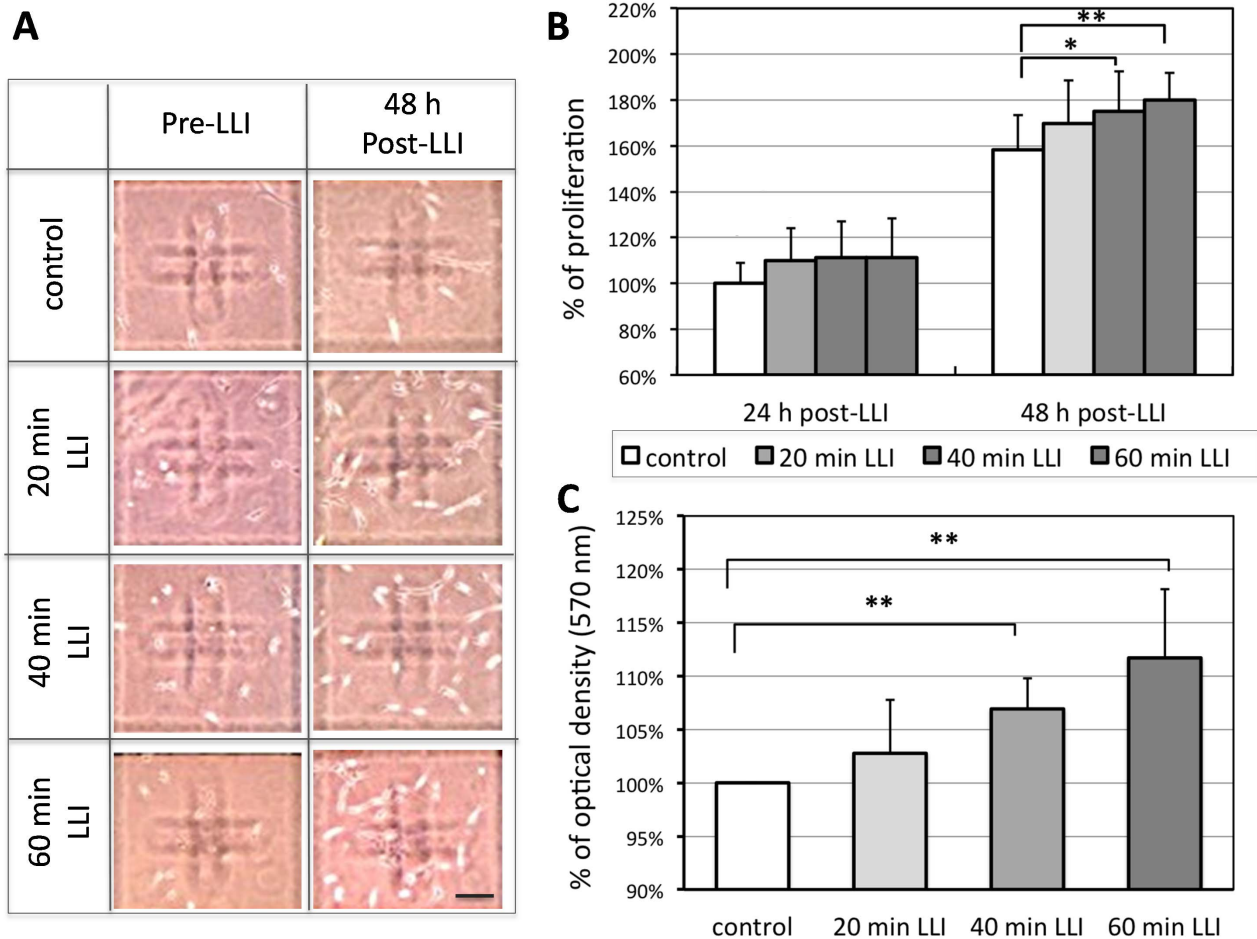 A
Pre-LLI
48 h
Post-LLI
control
20 min
LLI
40 min
LLI
60 min
LLI
B
% of proliferation
220%
200%
180%
160%
140%
120%
100%
80%
60%
**
*
24 h post-LLI
48 h post-LLI
control
20 min LLI
40 min LLI
60 min LLI
C
% of optical density (570 nm)
125%
120%
115%
110%
105%
100%
95%
90%
**
**
control
20 min LLI
40 min LLI
60 min LLI